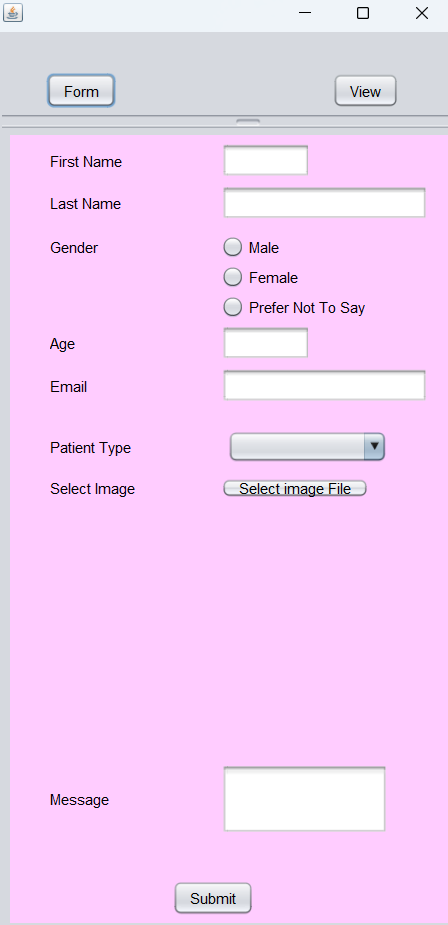 Form View
First Name
Last Name
Gender Male
Female
Prefer Not To Say
Age
Email
Patient Type
Select Image Select image File
Message
Submit